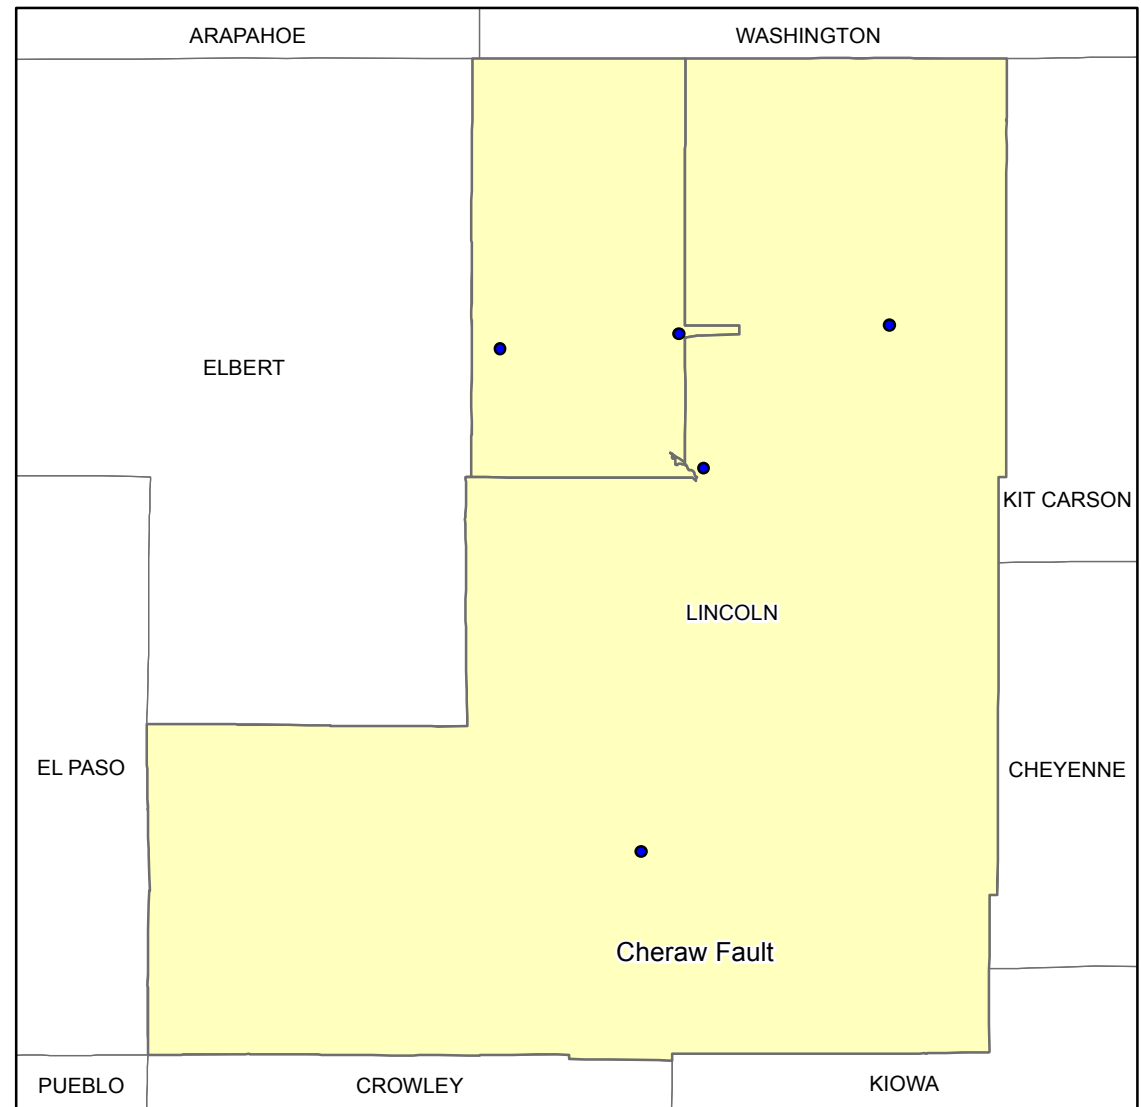 ARAPAHOE
WASHINGTON
ELBERT
KIT CARSON
LINCOLN
EL PASO
CHEYENNE
Cheraw Fault
PUEBLO
CROWLEY
KIOWA